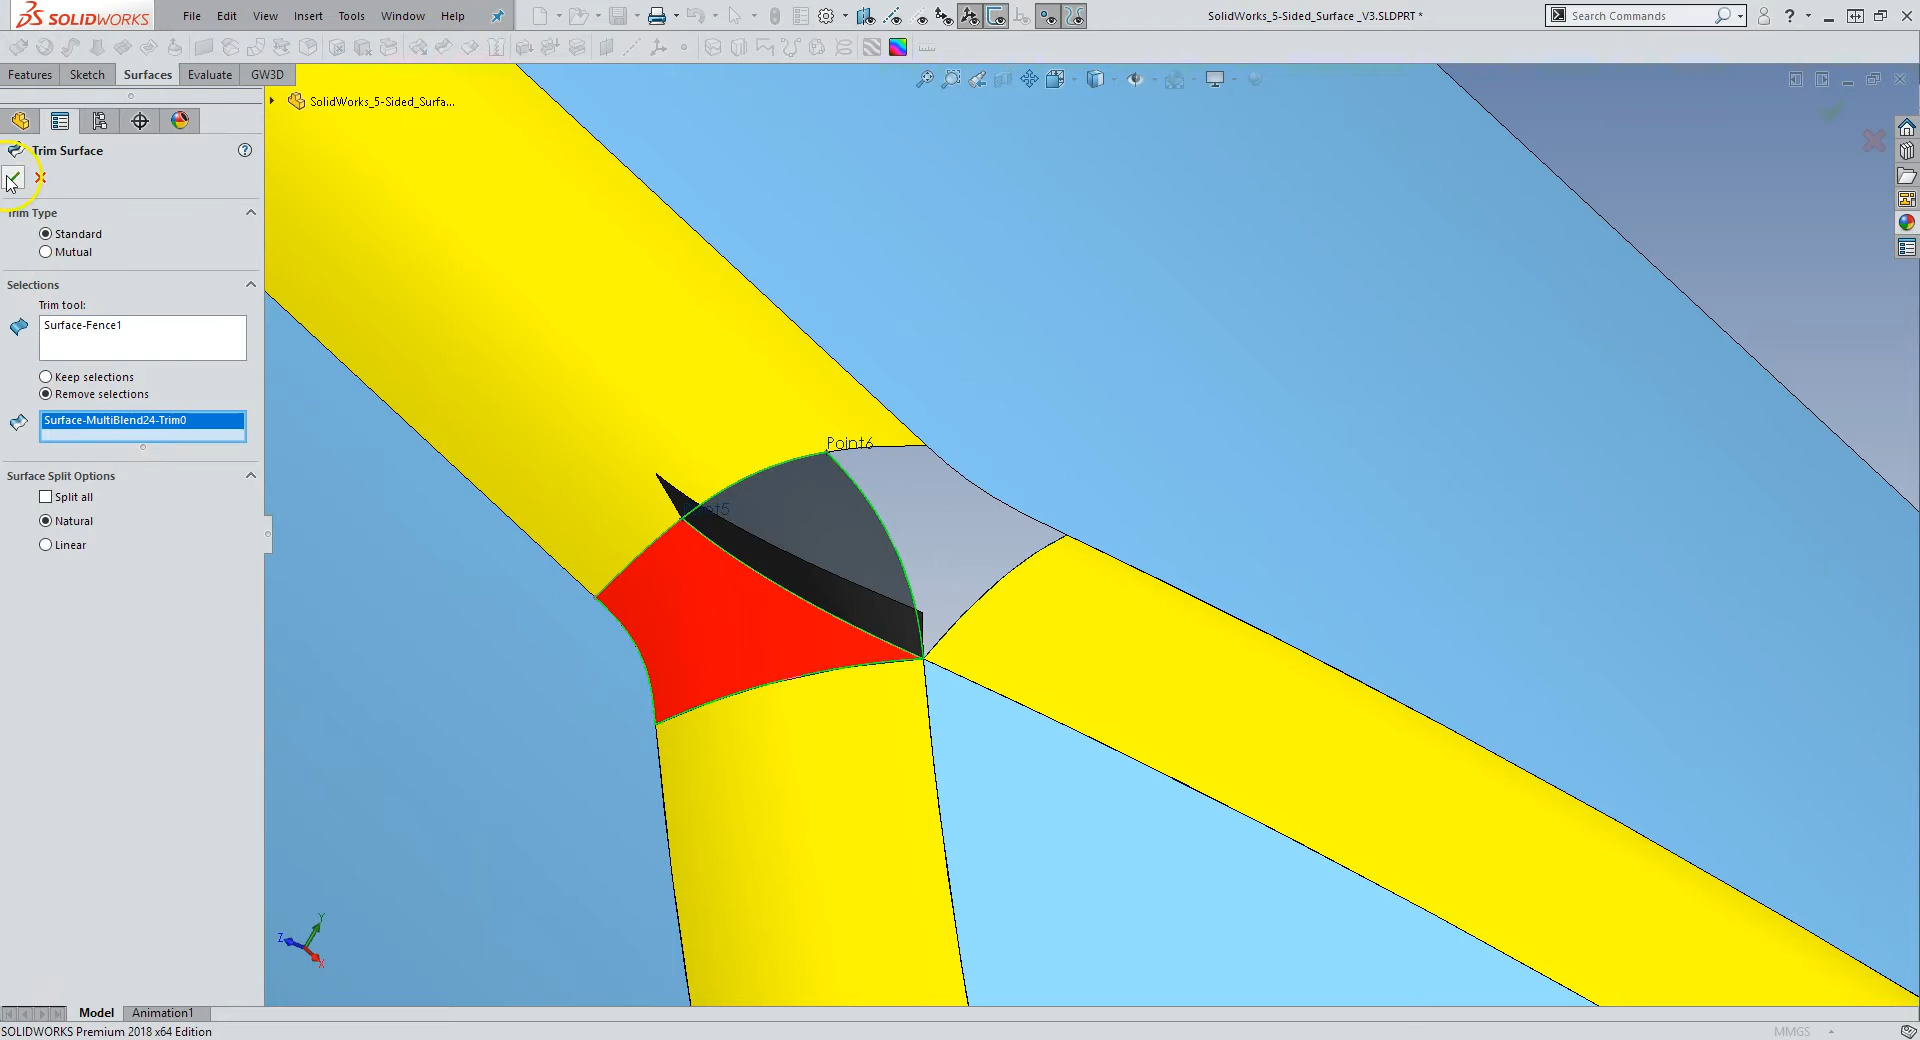 SOLIDWORKS
File Edit View Insert Tools Window Help
SolidWorks_5-Sided_Surface _V3.SLDPRT *
Search Commands
?
Features Sketch Surfaces Evaluate GW3D
SolidWorks_5-Sided_Surfa...
Trim Surface
?
Trim Type
Standard
Mutual
Selections
Trim tool:
Surface-Fence1
Keep selections
Remove selections
Surface-MultiBlend24-Trim0
Surface Split Options
Split all
Natural
Linear
Point6
Y
Z
X
Model Animation1
SOLIDWORKS Premium 2018 x64 Edition
MMGS